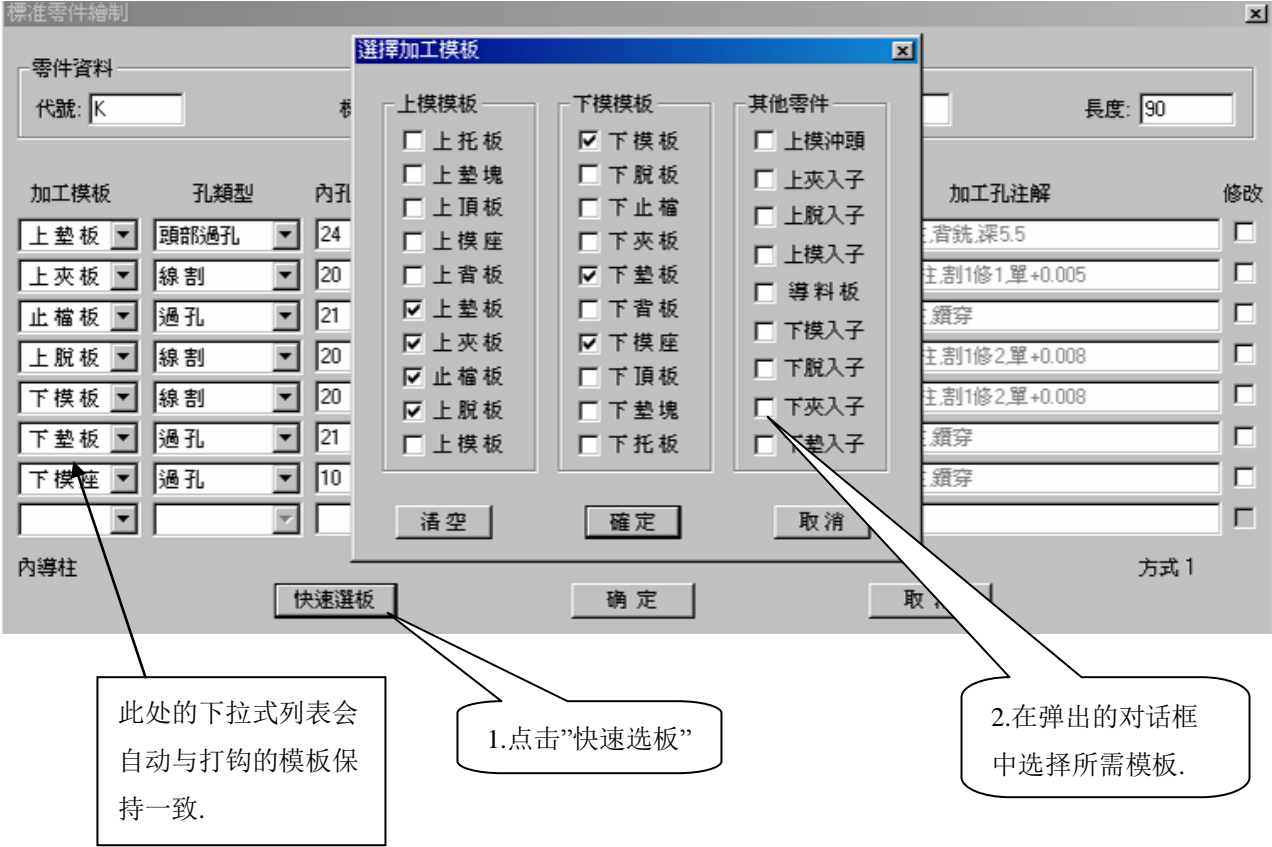 標准零件繪制
零件資料
代號: K
長度: 90
加工模板 孔類型 內孔
加工孔注解 修改
上墊板 頭部過孔 24
,背銑,深5.5
上夾板 線割 20
柱,割1修1,單+0.005
止檔板 過孔 21
,鑽穿
上脫板 線割 20
柱,割1修2,單+0.008
下模板 線割 20
柱,割1修2,單+0.008
下墊板 過孔 21
,鑽穿
下模座 過孔 10
,鑽穿
內導柱
方式 1
快速選板 确 定 取
選擇加工模板
上模模板
上 托 板
上 墊 塊
上 頂 板
上 模 座
上 背 板
上 墊 板
上 夾 板
止 檔 板
上 脫 板
上 模 板
下模模板
下 模 板
下 脫 板
下 止 檔
下 夾 板
下 墊 板
下 背 板
下 模 座
下 頂 板
下 墊 塊
下 托 板
其他零件
上模沖頭
上夾入子
上脫入子
上模入子
導 料 板
下模入子
下脫入子
下夾入子
下墊入子
清 空 確 定 取 消
此处的下拉式列表会
自动与打钩的模板保
持一致.
1.点击”快速选板”
2.在弹出的对话框
中选择所需模板.